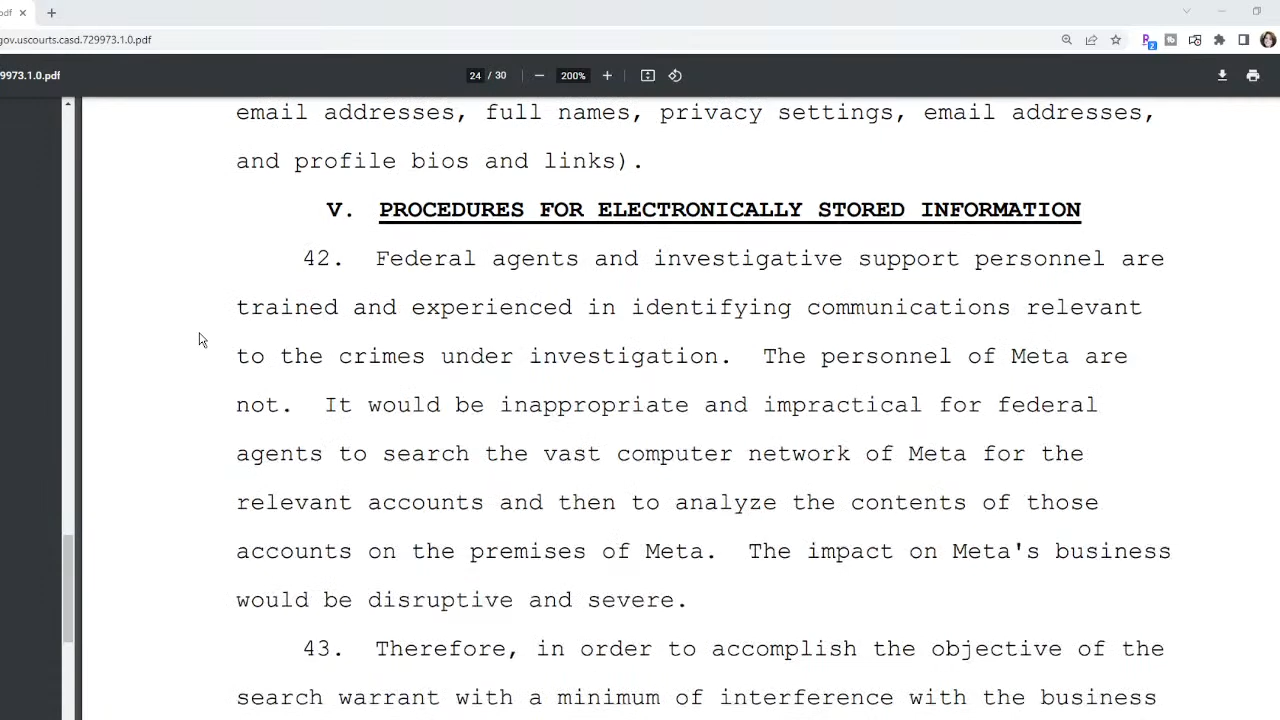 pdf
gov.uscourts.casd.729973.1.0.pdf
2
973.1.0.pdf
24 / 30
200%
email addresses, full names, privacy settings, email addresses,
and profile bios and links).
V. PROCEDURES FOR ELECTRONICALLY STORED INFORMATION
42. Federal agents and investigative support personnel are
trained and experienced in identifying communications relevant
to the crimes under investigation. The personnel of Meta are
not. It would be inappropriate and impractical for federal
agents to search the vast computer network of Meta for the
relevant accounts and then to analyze the contents of those
accounts on the premises of Meta. The impact on Meta's business
would be disruptive and severe.
43. Therefore, in order to accomplish the objective of the
search warrant with a minimum of interference with the business